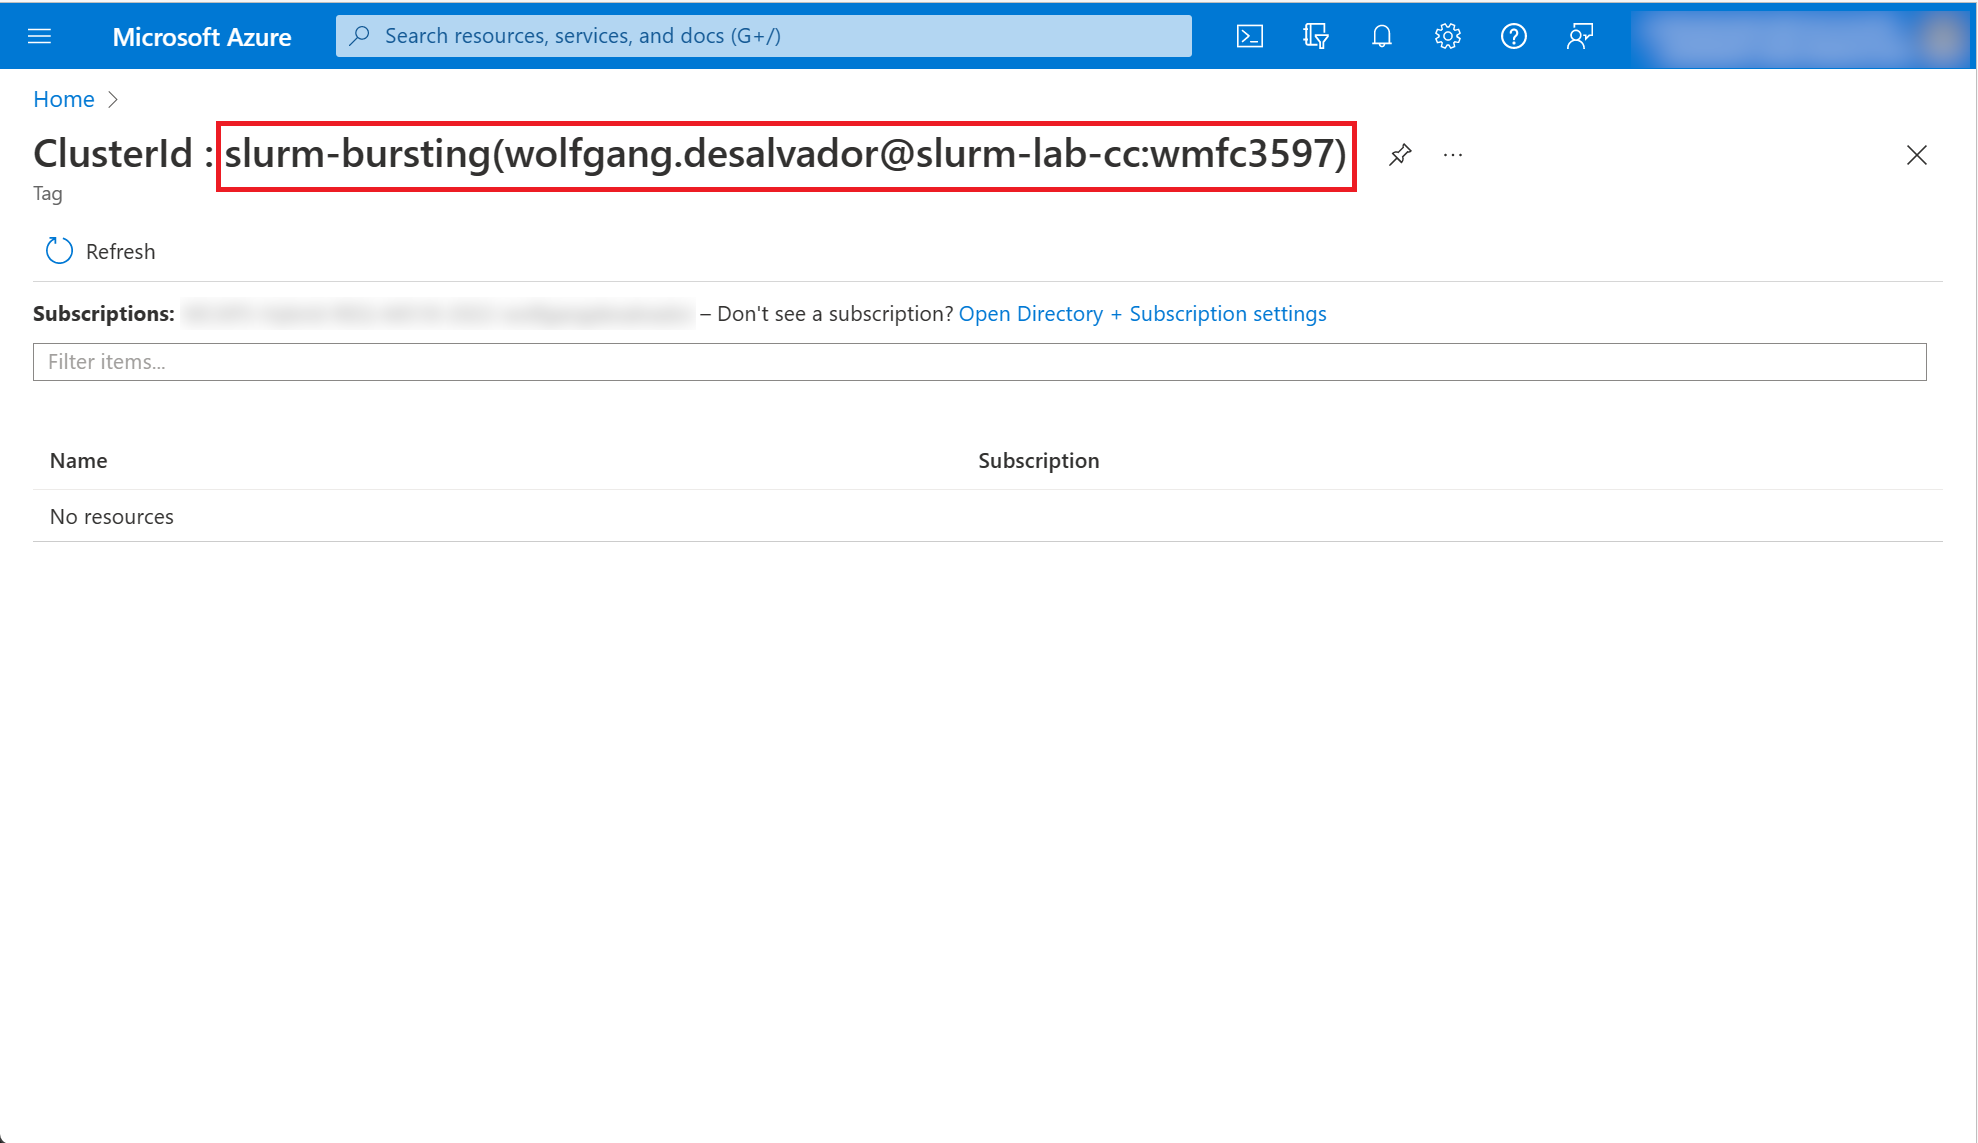 Microsoft Azure
Search resources, services, and docs (G+/)
Home
ClusterId : slurm-bursting(wolfgang.desalvador@slurm-lab-cc:wmfc3597)
...
Tag
Refresh
Subscriptions: – Don't see a subscription? Open Directory + Subscription settings
Filter items...
Name Subscription
No resources